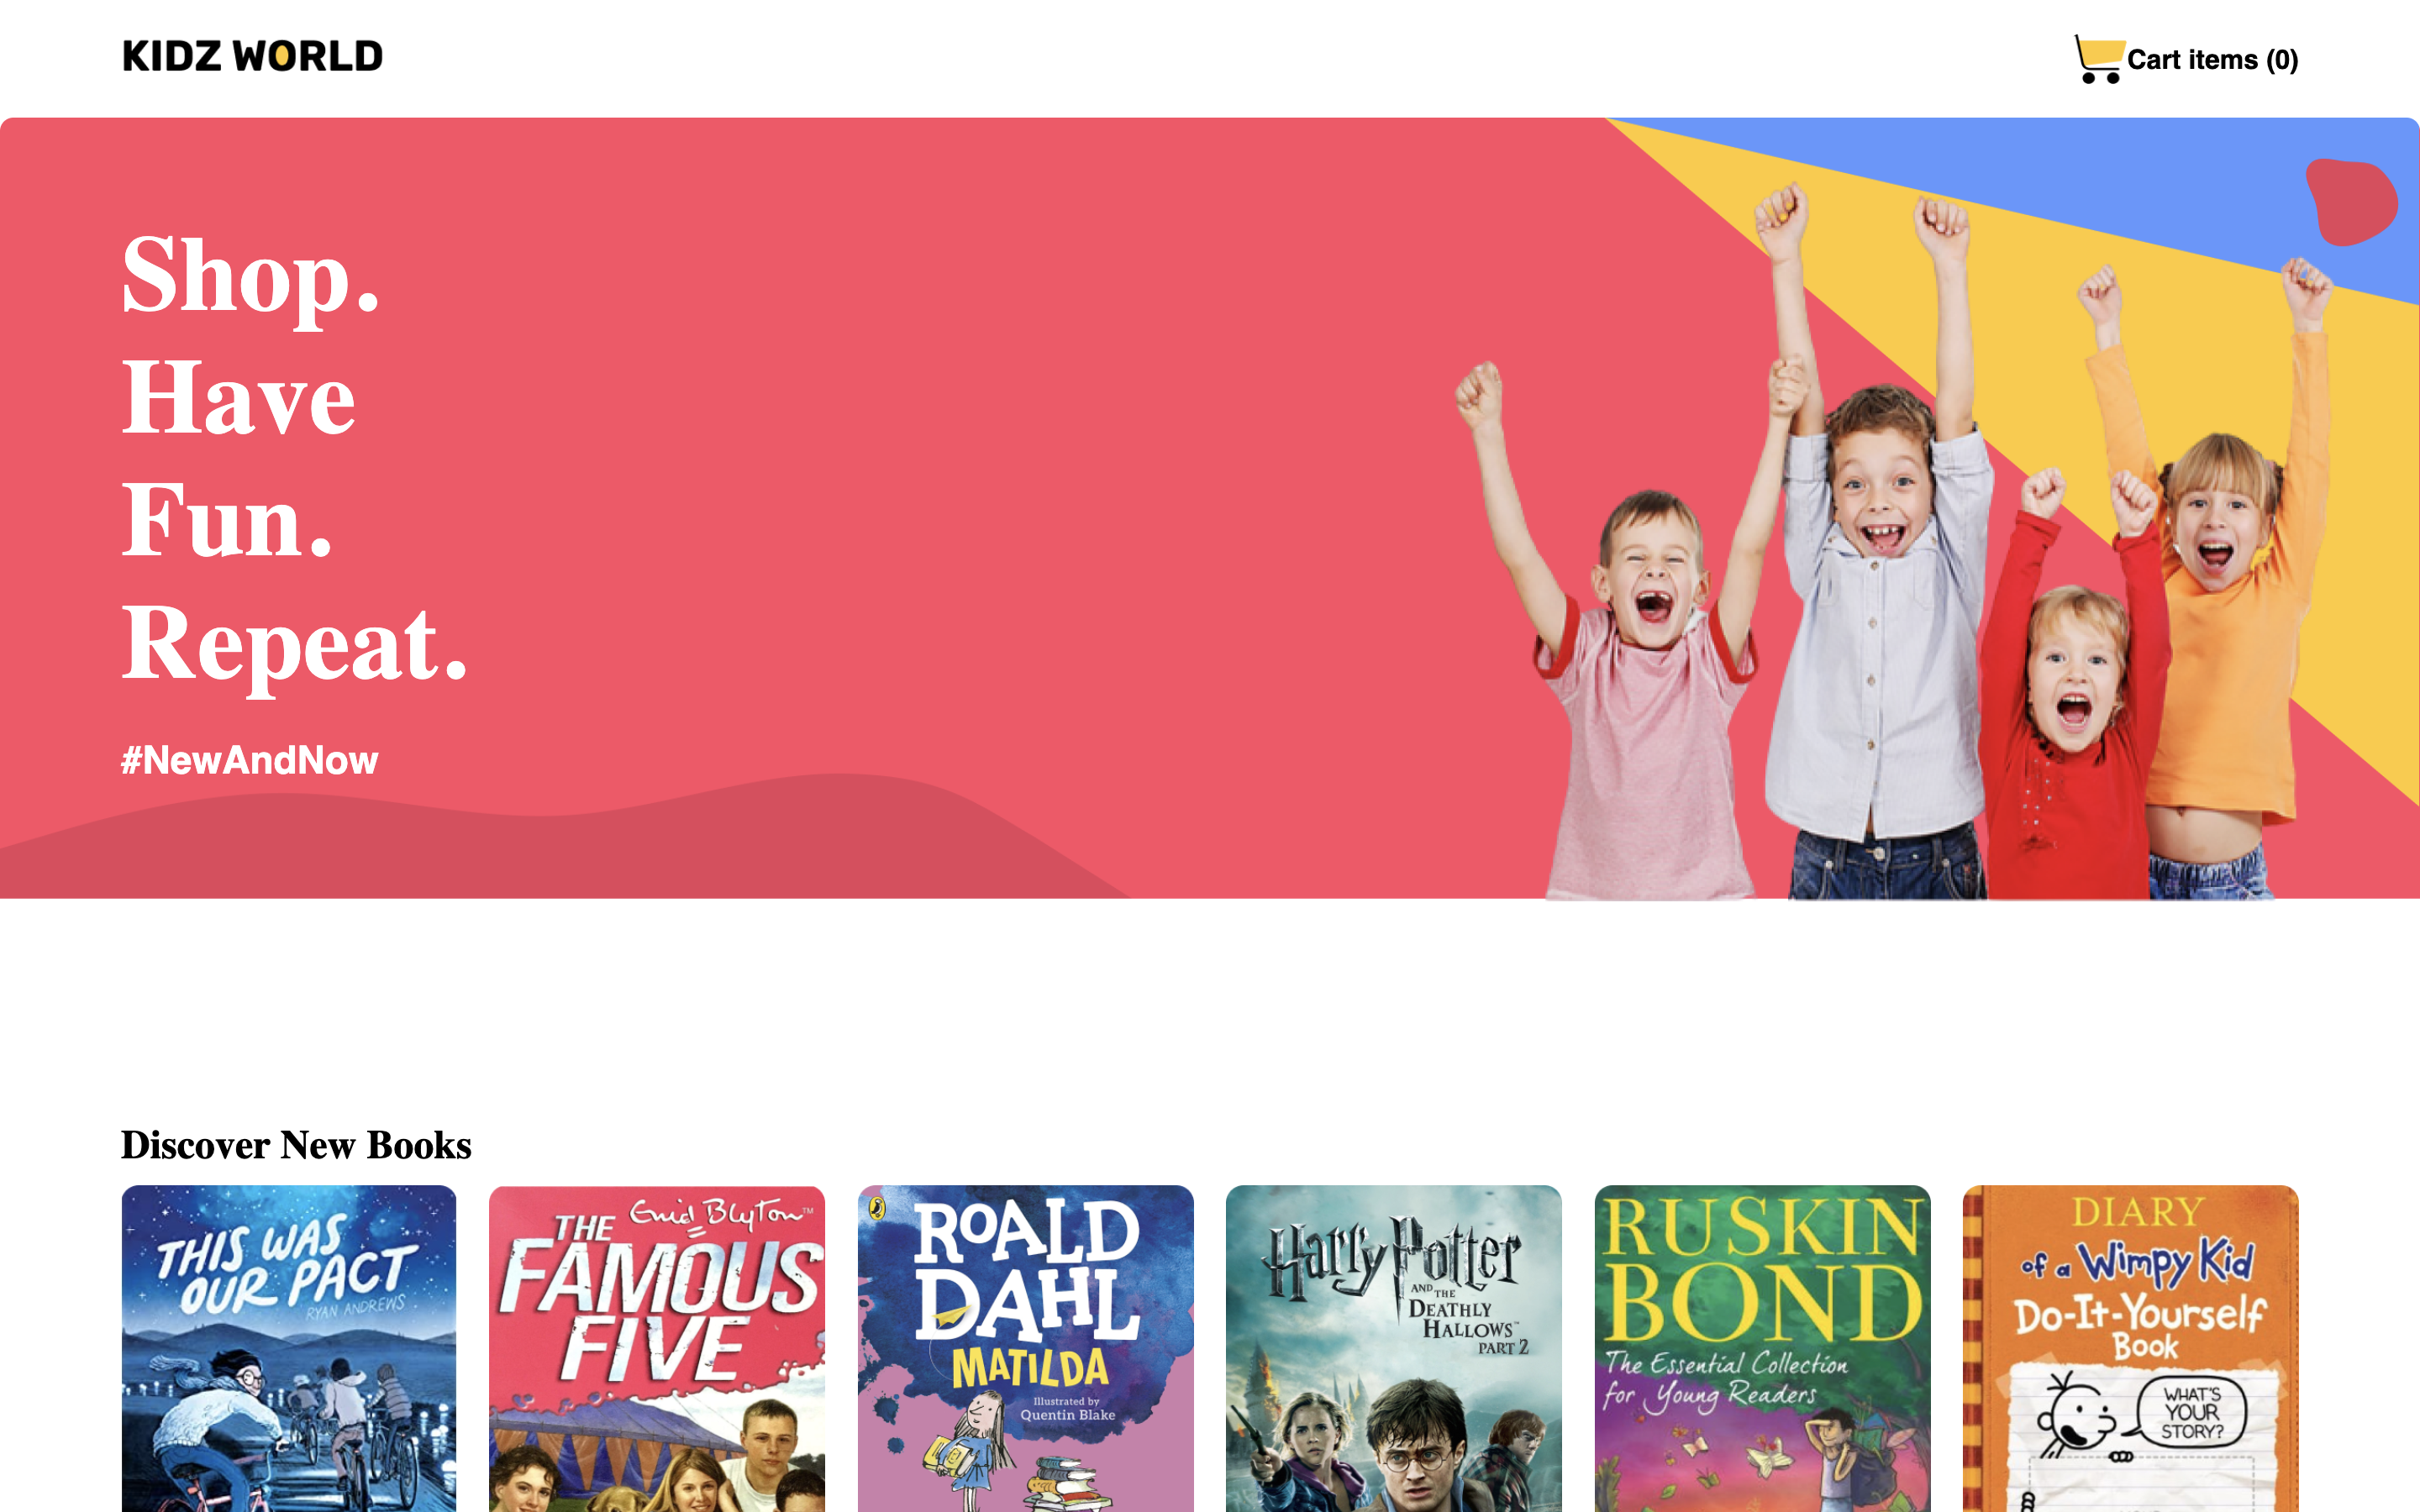 KIDZ WORLD
Cart items (0)
Shop.
Have
Fun.
Repeat.
#NewAndNow
Discover New Books
THIS WAS
OUR PACT
RYAN ANDREWS
Enid Blyton™
THE
FAMOUS
FIVE
ROALD
DAHL
MATILDA
Illustrated by
Quentin Blake
Harry Potter
AND THE
DEATHLY
HALLOWS™
PART 2
RUSKIN
BOND
The Essential Collection
for Young Readers
DIARY
of a Wimpy Kid
Do-It-Yourself
Book
WHAT'S
YOUR
STORY?